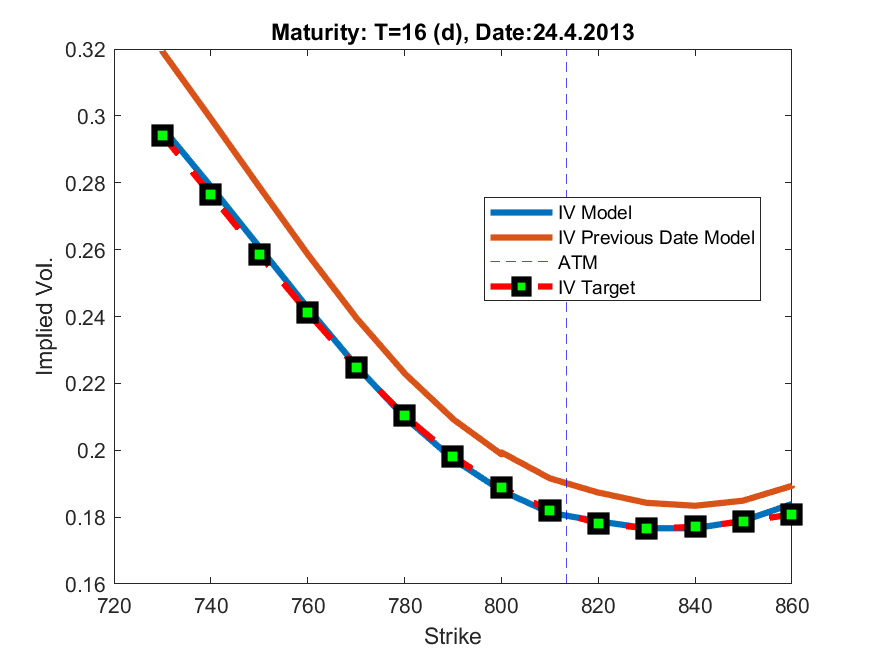 Maturity: T=16 (d), Date:24.4.2013
0.32
0.3
0.28
0.26
0.24
0.22
0.2
0.18
0.16
Implied Vol.
IV Model
IV Previous Date Model
ATM
IV Target
720 740 760 780 800 820 840 860
Strike